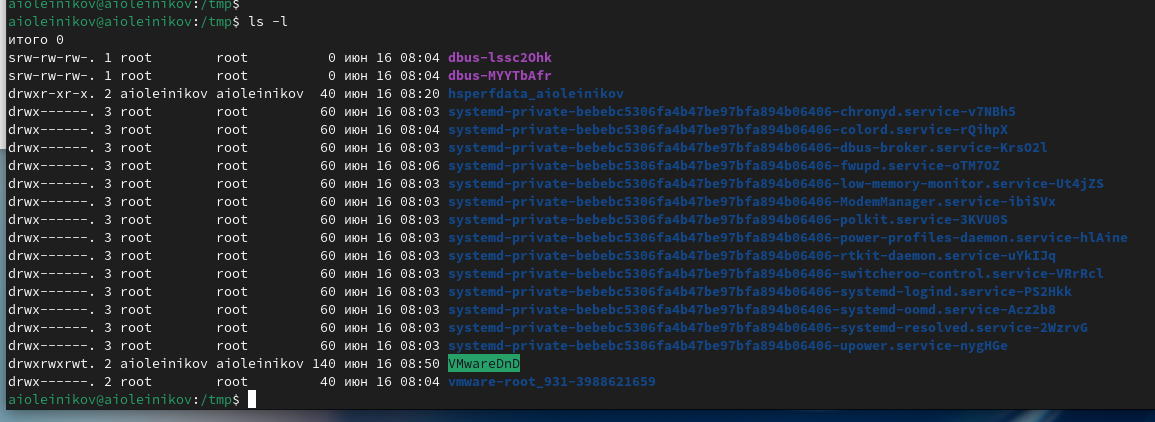 aioleinikov@aioleinikov:/tmp$
aioleinikov@aioleinikov:/tmp$ ls -l
итого 0
srw-rw-rw-. 1 root        root          0 июн 16 08:04 dbus-lssc2Ohk
srw-rw-rw-. 1 root        root          0 июн 16 08:04 dbus-MYYTbAfr
drwxr-xr-x. 2 aioleinikov aioleinikov  40 июн 16 08:20 hsperfdata_aioleinikov
drwx------. 3 root        root         60 июн 16 08:03 systemd-private-bebebc5306fa4b47be97bfa894b06406-chronyd.service-v7NBh5
drwx------. 3 root        root         60 июн 16 08:04 systemd-private-bebebc5306fa4b47be97bfa894b06406-colord.service-rQihpX
drwx------. 3 root        root         60 июн 16 08:03 systemd-private-bebebc5306fa4b47be97bfa894b06406-dbus-broker.service-KrsO2l
drwx------. 3 root        root         60 июн 16 08:06 systemd-private-bebebc5306fa4b47be97bfa894b06406-fwupd.service-oTM7OZ
drwx------. 3 root        root         60 июн 16 08:03 systemd-private-bebebc5306fa4b47be97bfa894b06406-low-memory-monitor.service-Ut4jZS
drwx------. 3 root        root         60 июн 16 08:03 systemd-private-bebebc5306fa4b47be97bfa894b06406-ModemManager.service-ibiSVx
drwx------. 3 root        root         60 июн 16 08:03 systemd-private-bebebc5306fa4b47be97bfa894b06406-polkit.service-3KVU0S
drwx------. 3 root        root         60 июн 16 08:03 systemd-private-bebebc5306fa4b47be97bfa894b06406-power-profiles-daemon.service-hlAine
drwx------. 3 root        root         60 июн 16 08:03 systemd-private-bebebc5306fa4b47be97bfa894b06406-rtkit-daemon.service-uYkIJq
drwx------. 3 root        root         60 июн 16 08:03 systemd-private-bebebc5306fa4b47be97bfa894b06406-switcheroo-control.service-VRrRcl
drwx------. 3 root        root         60 июн 16 08:03 systemd-private-bebebc5306fa4b47be97bfa894b06406-systemd-logind.service-PS2Hkk
drwx------. 3 root        root         60 июн 16 08:03 systemd-private-bebebc5306fa4b47be97bfa894b06406-systemd-oomd.service-Acz2b8
drwx------. 3 root        root         60 июн 16 08:03 systemd-private-bebebc5306fa4b47be97bfa894b06406-systemd-resolved.service-2WzrvG
drwx------. 3 root        root         60 июн 16 08:03 systemd-private-bebebc5306fa4b47be97bfa894b06406-upower.service-nygHGe
drwxrwxrwt. 2 aioleinikov aioleinikov 140 июн 16 08:50 VMwareDnD
drwx------. 2 root        root         40 июн 16 08:04 vmware-root_931-3988621659
aioleinikov@aioleinikov:/tmp$